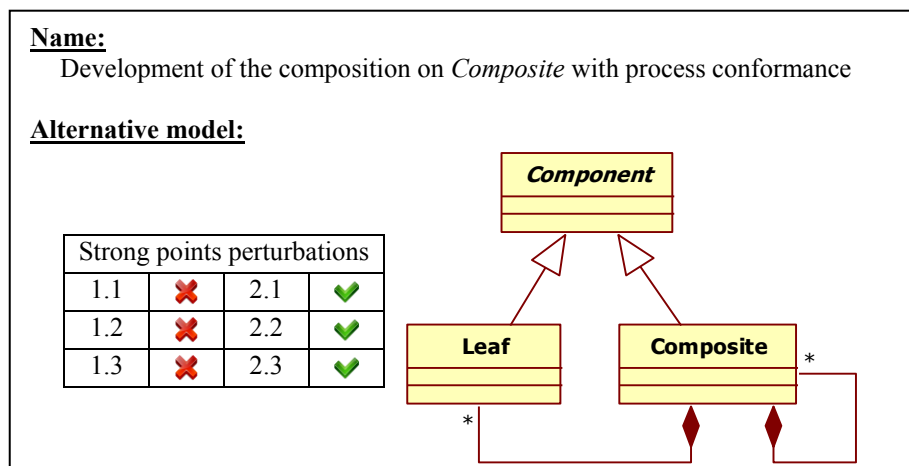 Name:
Development of the composition on Composite with process conformance
Alternative model:
Component
Strong points perturbations
1.1 2.1
1.2 2.2
1.3 2.3
Leaf
Composite
*
*